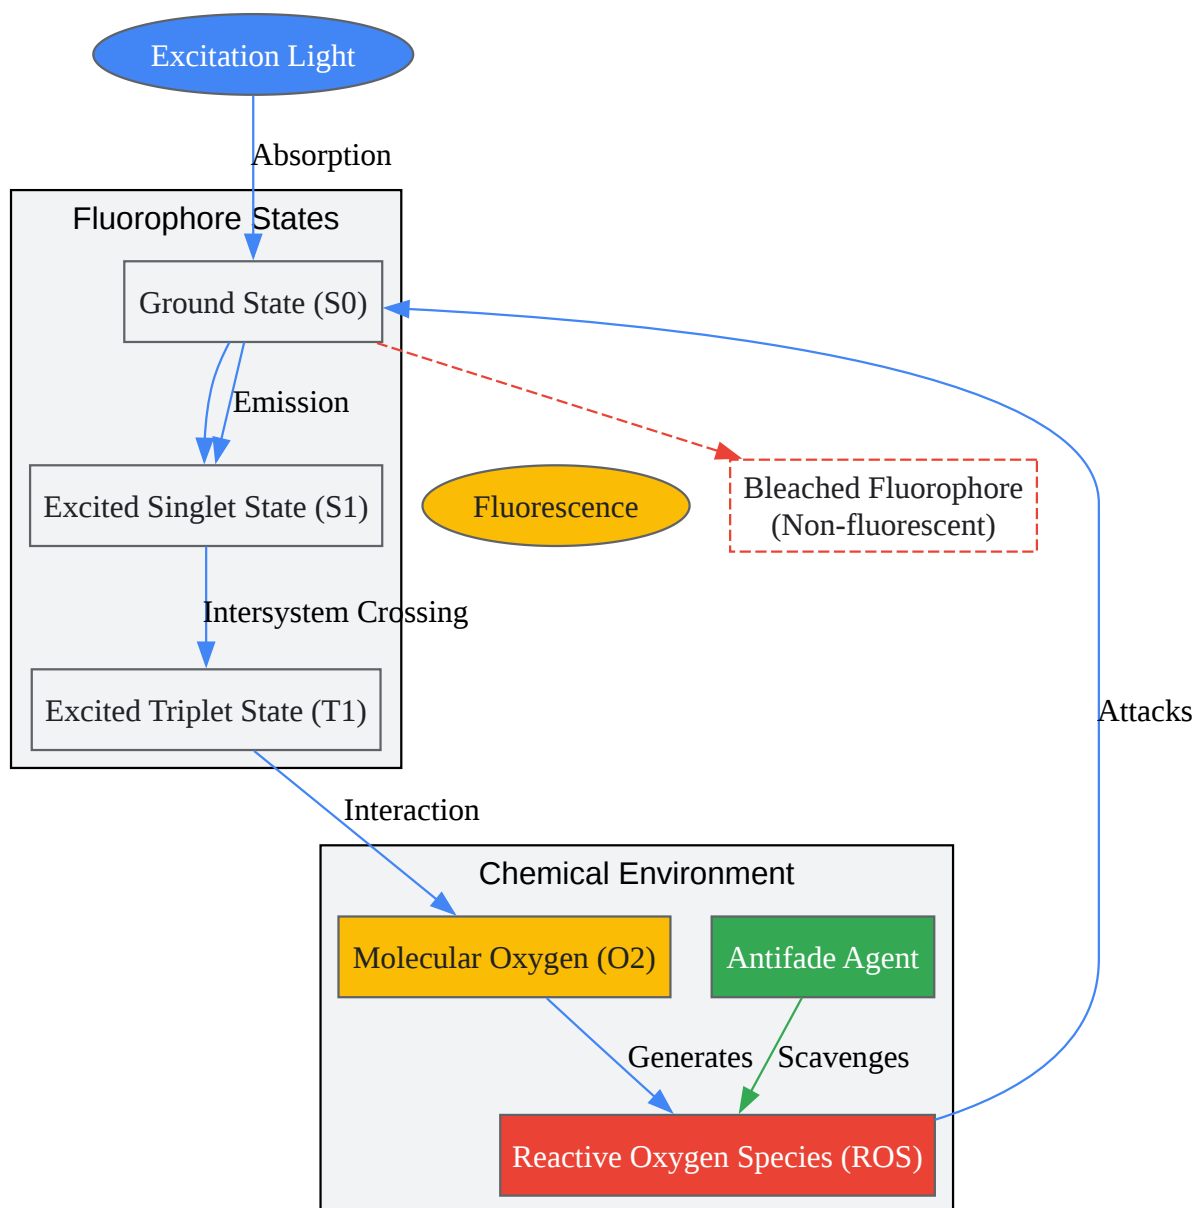 Excitation Light
Absorption
Fluorophore States
Ground State (S0)
Emission
Excited Singlet State (S1)
Fluorescence
Bleached Fluorophore
(Non-fluorescent)
Intersystem Crossing
Excited Triplet State (T1)
Attacks
Interaction
Chemical Environment
Molecular Oxygen (O2)
Antifade Agent
Generates
Scavenges
Reactive Oxygen Species (ROS)